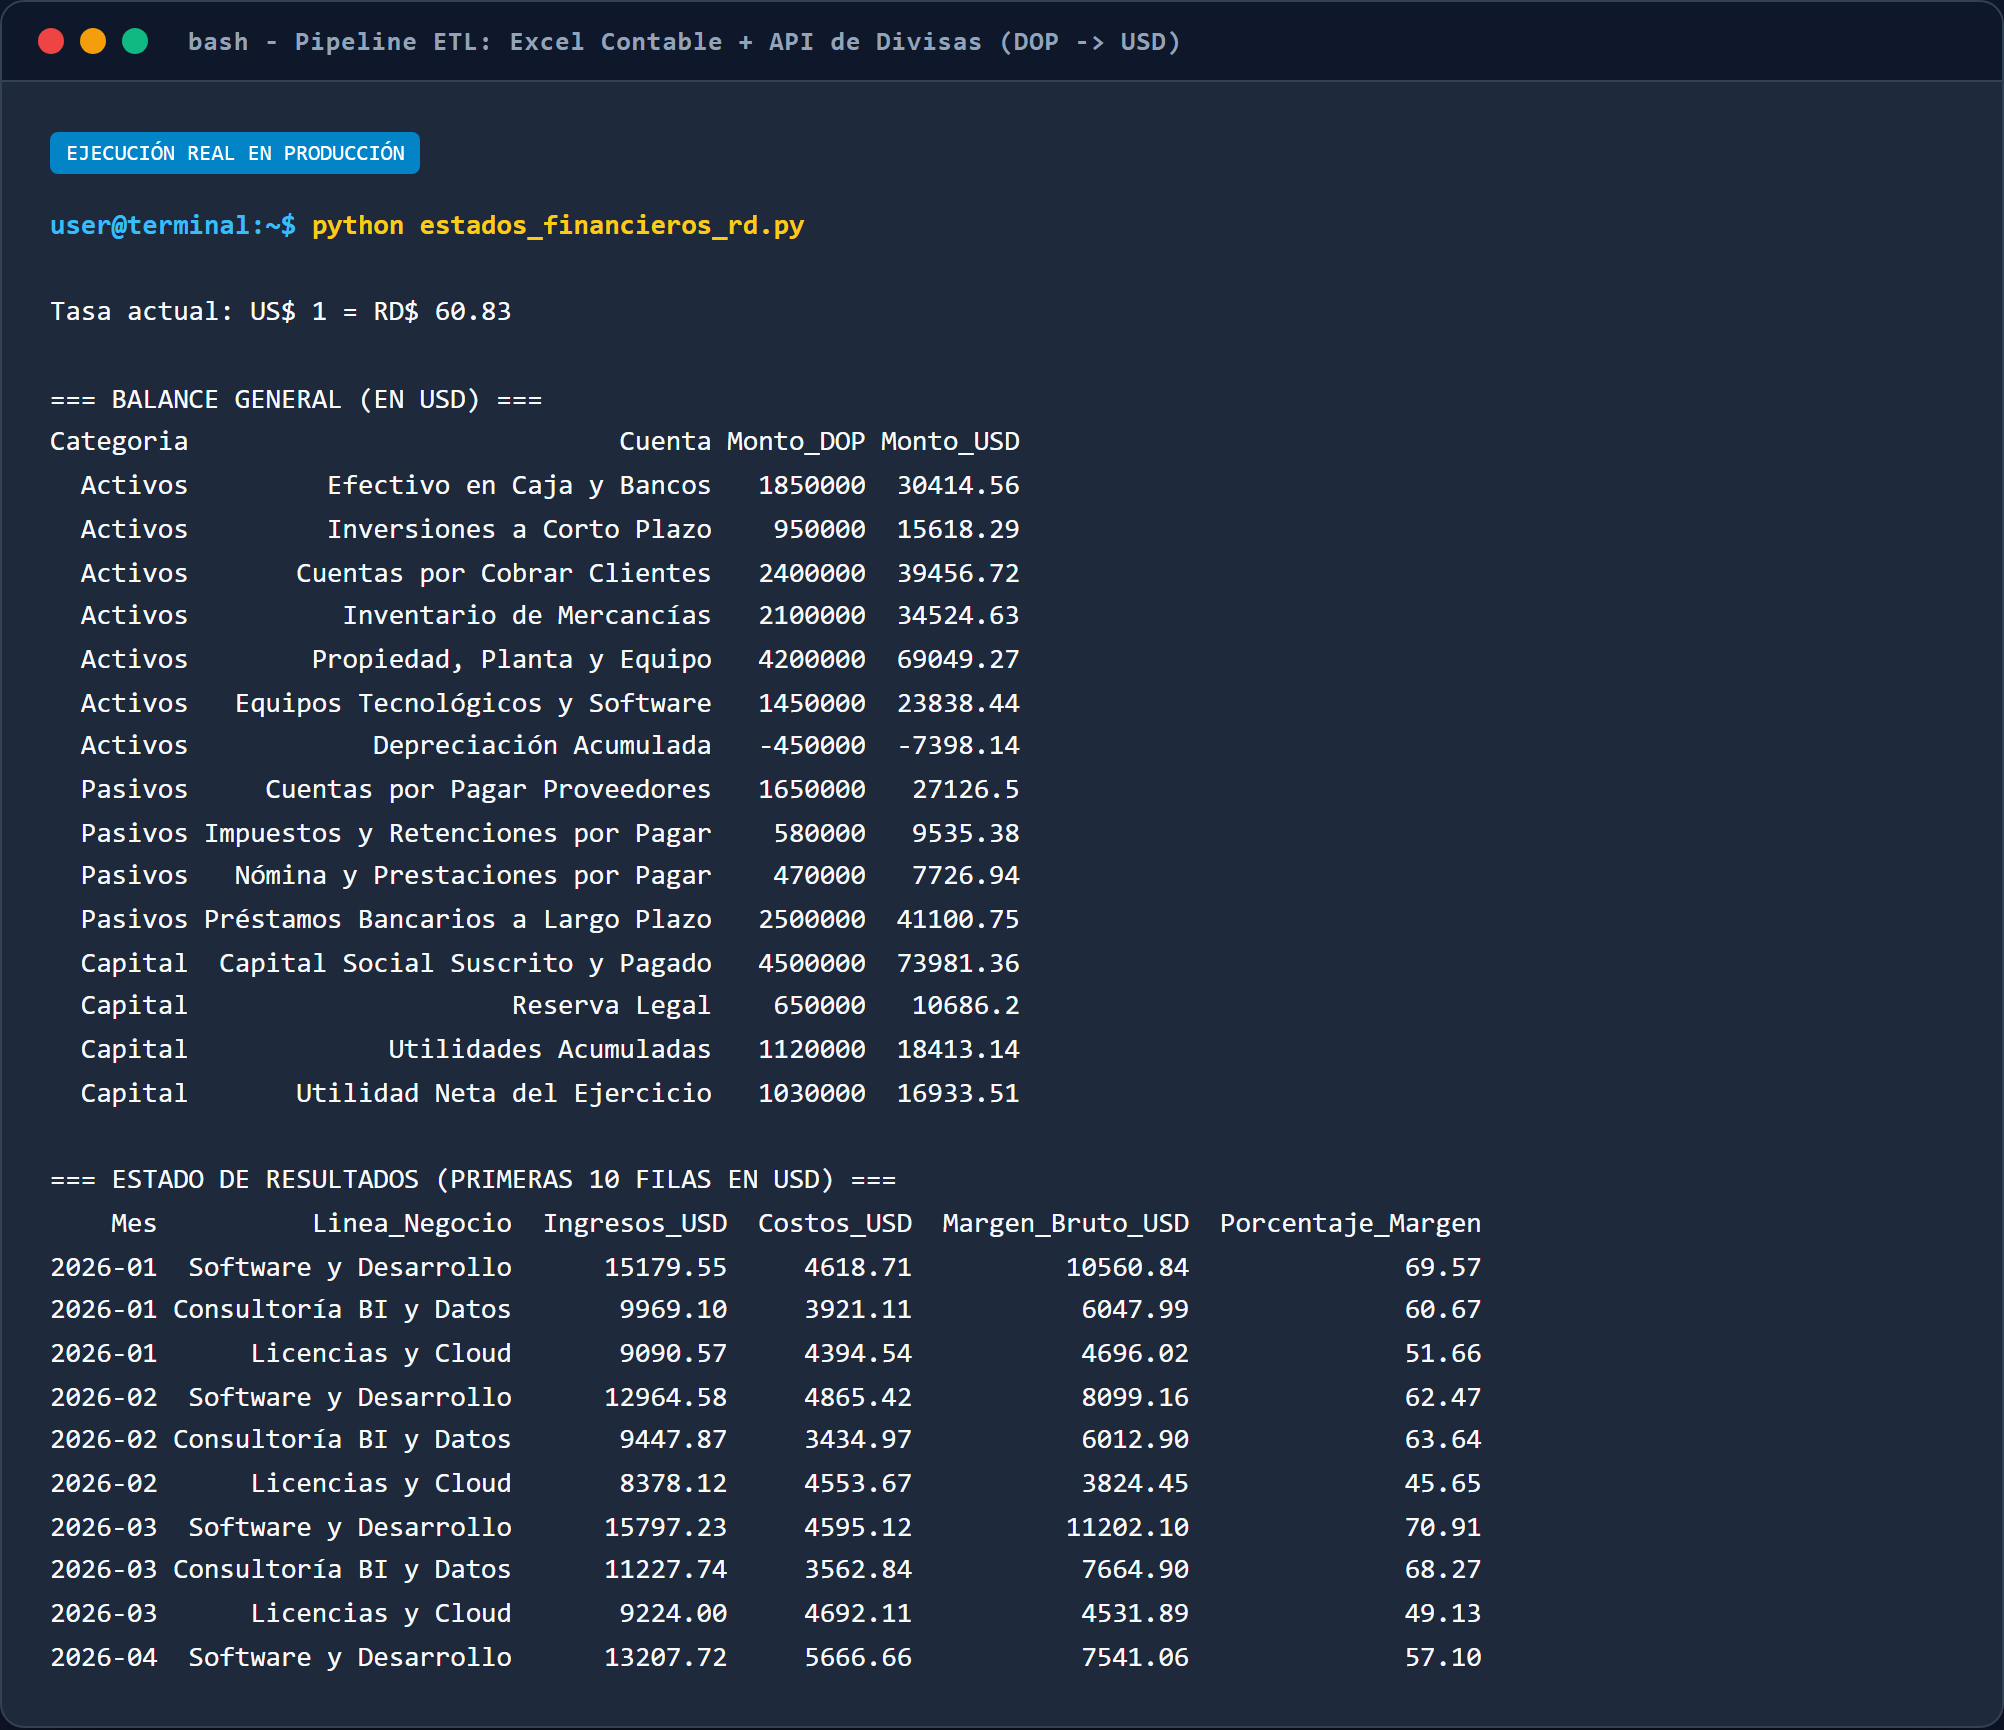 bash - Pipeline ETL: Excel Contable + API de Divisas (DOP -> USD)
EJECUCIÓN REAL EN PRODUCCIÓN
user@terminal:~$ python estados_financieros_rd.py
Tasa actual: US$ 1 = RD$ 60.83
=== BALANCE GENERAL (EN USD) ===
Categoria Cuenta Monto_DOP Monto_USD
Activos Efectivo en Caja y Bancos 1850000 30414.56
Activos Inversiones a Corto Plazo 950000 15618.29
Activos Cuentas por Cobrar Clientes 2400000 39456.72
Activos Inventario de Mercancías 2100000 34524.63
Activos Propiedad, Planta y Equipo 4200000 69049.27
Activos Equipos Tecnológicos y Software 1450000 23838.44
Activos Depreciación Acumulada -450000 -7398.14
Pasivos Cuentas por Pagar Proveedores 1650000 27126.5
Pasivos Impuestos y Retenciones por Pagar 580000 9535.38
Pasivos Nómina y Prestaciones por Pagar 470000 7726.94
Pasivos Préstamos Bancarios a Largo Plazo 2500000 41100.75
Capital Capital Social Suscrito y Pagado 4500000 73981.36
Capital Reserva Legal 650000 10686.2
Capital Utilidades Acumuladas 1120000 18413.14
Capital Utilidad Neta del Ejercicio 1030000 16933.51
=== ESTADO DE RESULTADOS (PRIMERAS 10 FILAS EN USD) ===
Mes Linea_Negocio Ingresos_USD Costos_USD Margen_Bruto_USD Porcentaje_Margen
2026-01 Software y Desarrollo 15179.55 4618.71 10560.84 69.57
2026-01 Consultoría BI y Datos 9969.10 3921.11 6047.99 60.67
2026-01 Licencias y Cloud 9090.57 4394.54 4696.02 51.66
2026-02 Software y Desarrollo 12964.58 4865.42 8099.16 62.47
2026-02 Consultoría BI y Datos 9447.87 3434.97 6012.90 63.64
2026-02 Licencias y Cloud 8378.12 4553.67 3824.45 45.65
2026-03 Software y Desarrollo 15797.23 4595.12 11202.10 70.91
2026-03 Consultoría BI y Datos 11227.74 3562.84 7664.90 68.27
2026-03 Licencias y Cloud 9224.00 4692.11 4531.89 49.13
2026-04 Software y Desarrollo 13207.72 5666.66 7541.06 57.10